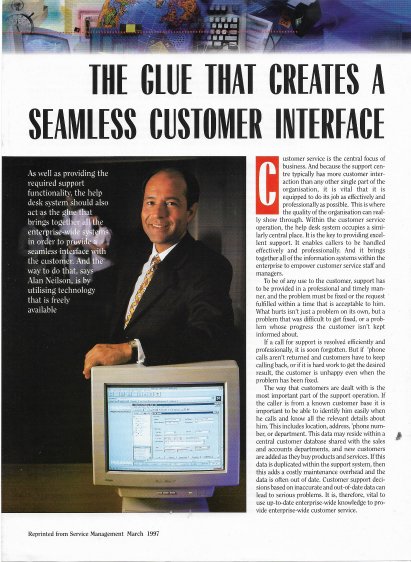 THE GLUE THAT CREATES A
SEAMLESS CUSTOMER INTERFACE
As well as providing the
required support
functionality, the help
desk system should also
act as the glue that
brings together all the
enterprise-wide systems
in order to provide a
seamless interface with
the customer. And the
way to do that, says
Alan Neilson, is by
utilising technology
that is freely
available
Customer service is the central focus of
business. And because the support cen-
tre typically has more customer inter-
action than any other single part of the
organisation, it is vital that it is
equipped to do its job as effectively and
professionally as possible. This is where
the quality of the organisation can real-
ly show through. Within the customer service
operation, the help desk system occupies a simi-
larly central place. It is the key to providing excel-
lent support. It enables callers to be handled
effectively and professionally. And it brings
together all of the information systems within the
enterprise to empower customer service staff and
managers.
To be of any use to the customer, support has
to be provided in a professional and timely man-
ner, and the problem must be fixed or the request
fulfilled within a time that is acceptable to him.
What hurts isn't just a problem on its own, but a
problem that was difficult to get fixed, or a prob-
lem whose progress the customer isn't kept
informed about.
If a call for support is resolved efficiently and
professionally, it is soon forgotten. But if 'phone
calls aren't returned and customers have to keep
calling back, or if it is hard work to get the desired
result, the customer is unhappy even when the
problem has been fixed.
The way that customers are dealt with is the
most important part of the support operation. If
the caller is from a known customer base it is
important to be able to identify him easily when
he calls and know all the relevant details about
him. This includes location, address, 'phone num-
ber, or department. This data may reside within a
central customer database shared with the sales
and accounts departments, and new customers
are added as they buy products and services. If this
data is duplicated within the support system, then
this adds a costly maintenance overhead and the
data is often out of date. Customer support deci-
sions based on inaccurate and out-of-date data can
lead to serious problems. It is, therefore, vital to
use up-to-date enterprise-wide knowledge to pro-
vide enterprise-wide customer service.
Reprinted from Service Management March 1997